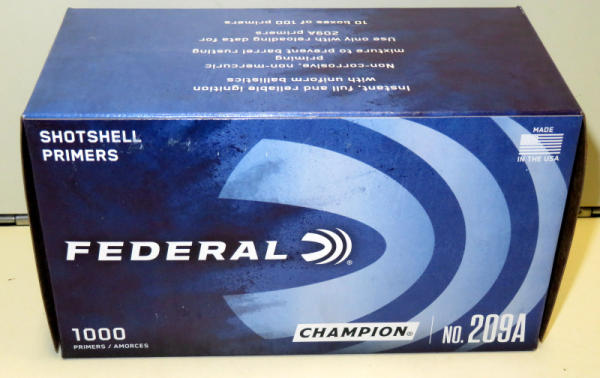 Instant, full and reliable ignition
with uniform ballistics
Non-corrosive, non-mercuric
priming
mixture to prevent barrel rusting
Use only with reloading data for
209A primers
10 boxes of 100 primers
SHOTSHELL
PRIMERS
MADE
IN THE USA
FEDERAL®
1000
PRIMERS / AMORCES
CHAMPION®
NO. 209A